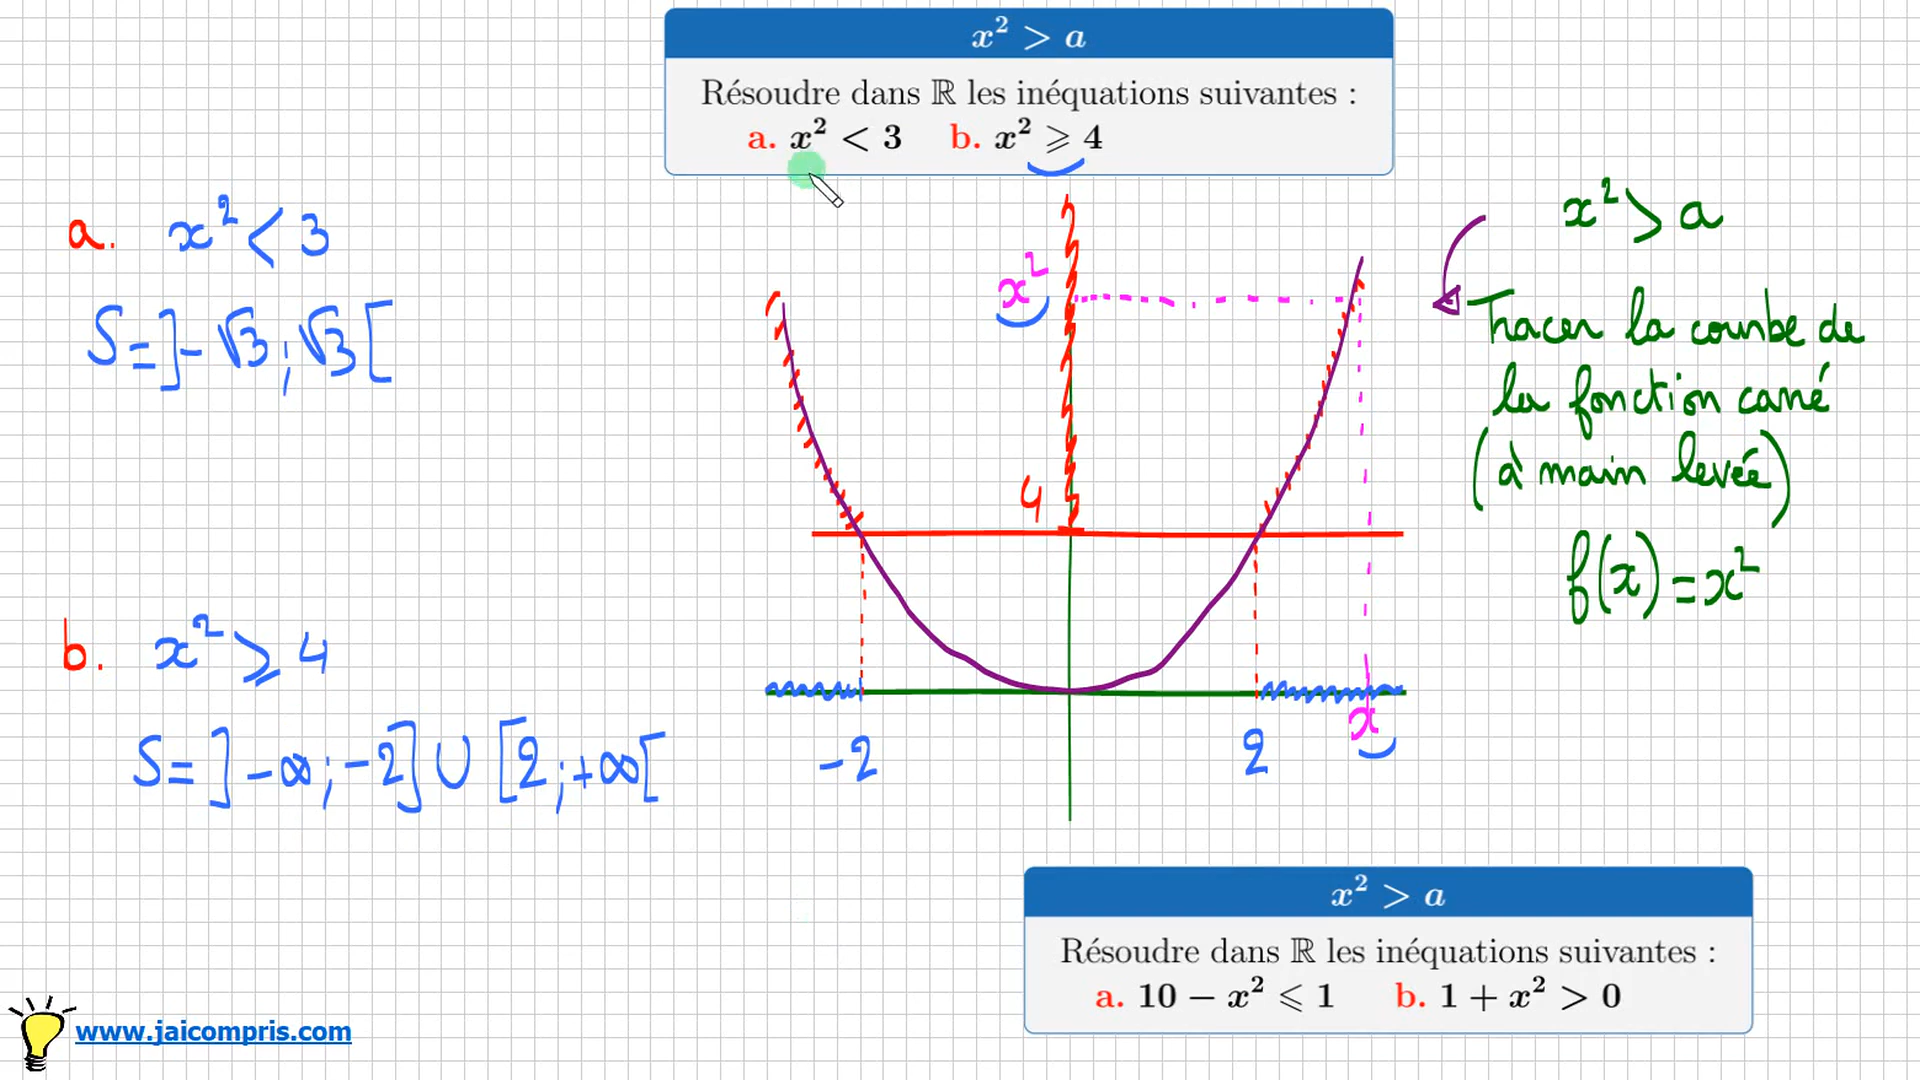 x² > a
Résoudre dans ℝ les inéquations suivantes :
a. x² < 3 b. x² ⩾ 4
a. x² < 3
S = ]-√3 ; √3[
b. x² ⩾ 4
S = ]-∞ ; -2] ∪ [2 ; +∞[
x²
4
-2
2
x
x² > a
Tracer la courbe de
la fonction carré
(à main levée)
f(x) = x²
x² > a
Résoudre dans ℝ les inéquations suivantes :
a. 10 − x² ⩽ 1 b. 1 + x² > 0
www.jaicompris.com